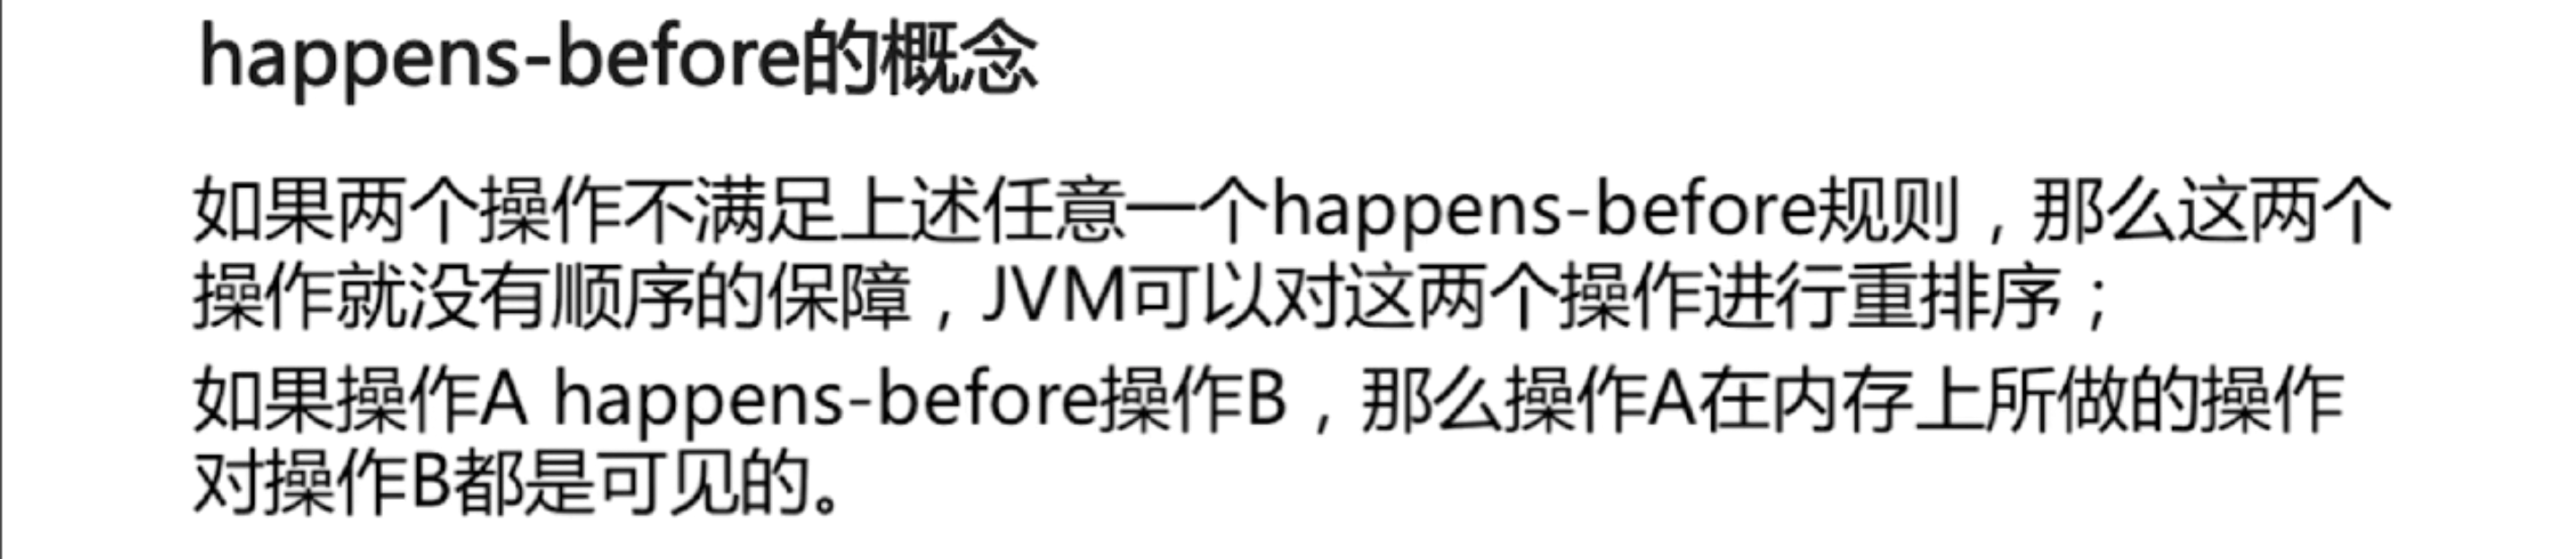 happens-before的概念
如果两个操作不满足上述任意一个happens-before规则，那么这两个
操作就没有顺序的保障，JVM可以对这两个操作进行重排序；
如果操作A happens-before操作B，那么操作A在内存上所做的操作
对操作B都是可见的。